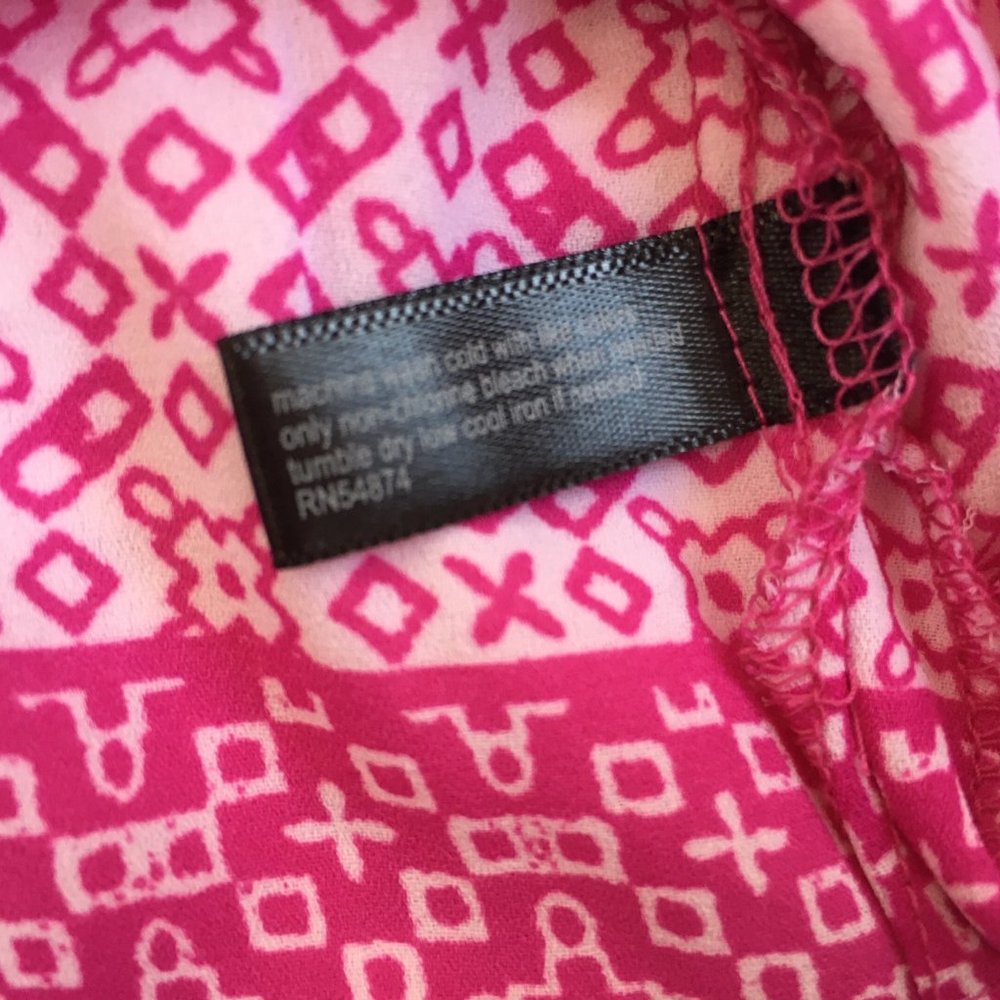 machine wash cold with like colors
only non-chlorine bleach when needed
tumble dry low cool iron if needed
RN54874